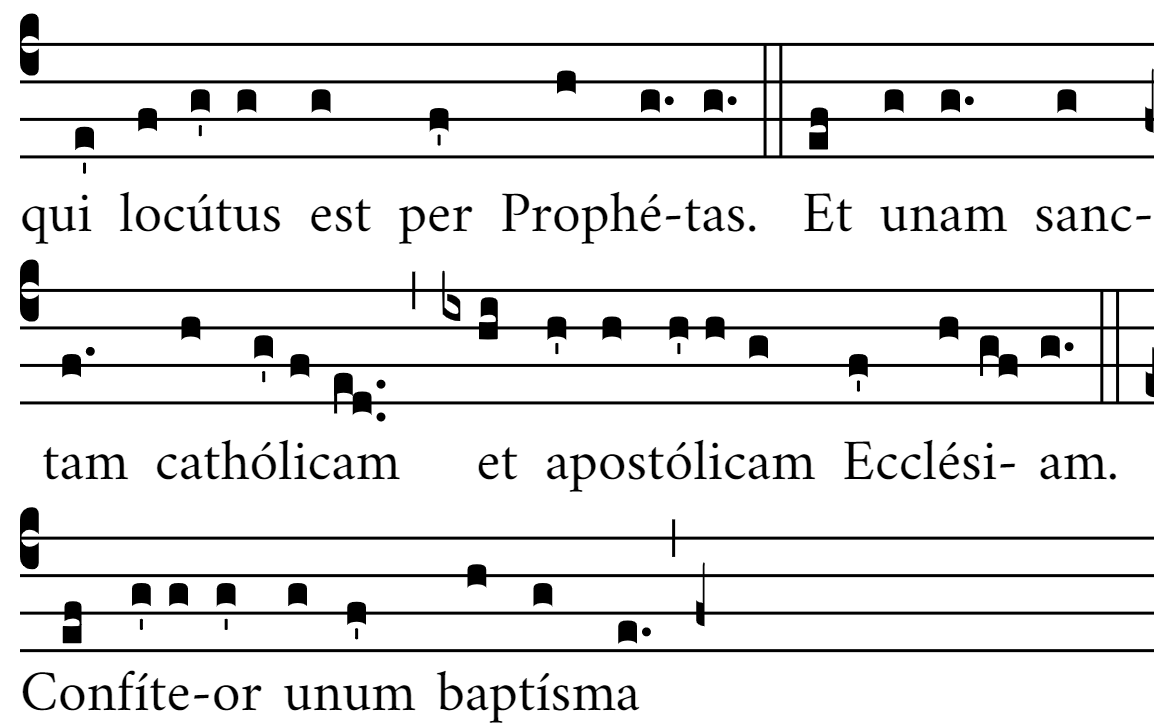 qui locútus est per Prophé-tas. Et unam sanc-
tam cathólicam et apostólicam Ecclési- am.
Confíte-or unum baptísma